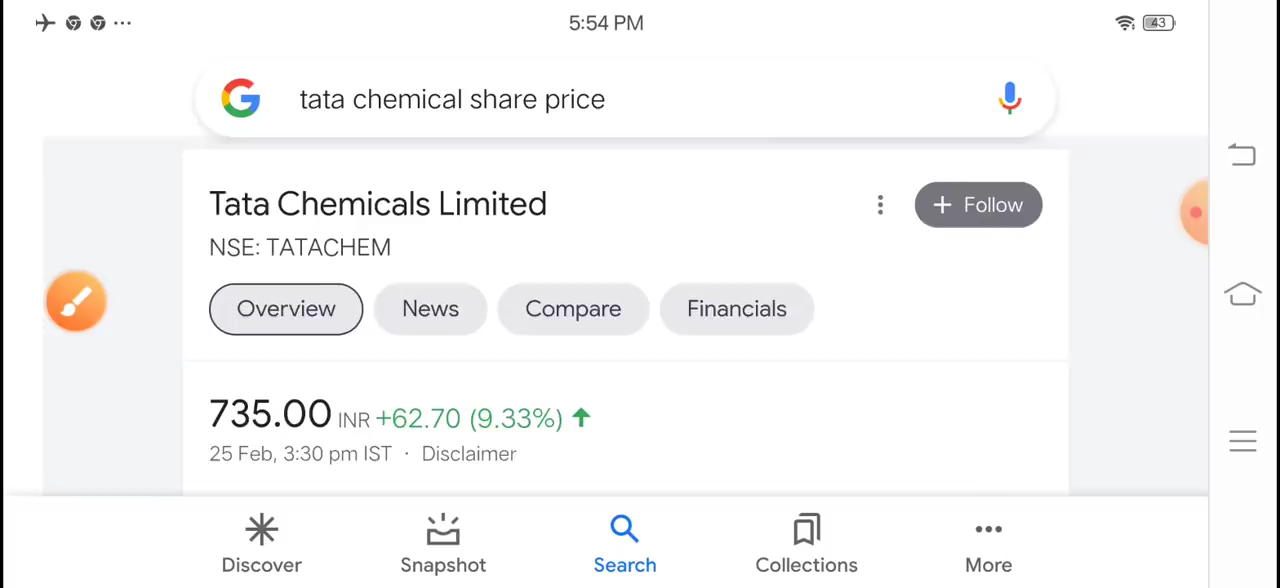 5:54 PM
43
tata chemical share price
Tata Chemicals Limited
+ Follow
NSE: TATACHEM
Overview
News
Compare
Financials
735.00 INR +62.70 (9.33%) ↑
25 Feb, 3:30 pm IST · Disclaimer
Discover
Snapshot
Search
Collections
More